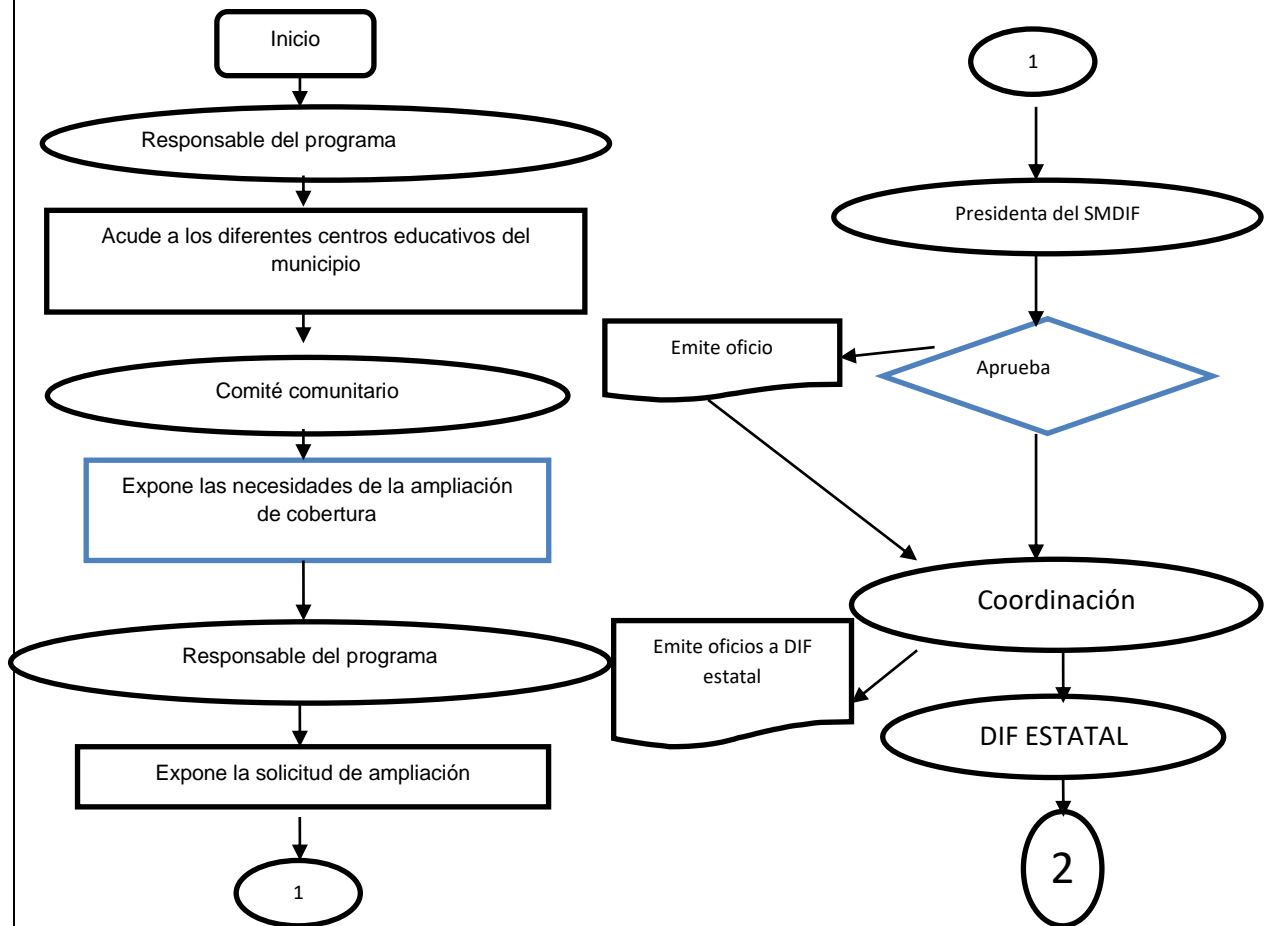 Inicio
Responsable del programa
Acude a los diferentes centros educativos del
municipio
Comité comunitario
Expone las necesidades de la ampliación
de cobertura
Responsable del programa
Expone la solicitud de ampliación
1
1
Presidenta del SMDIF
Emite oficio
Aprueba
Coordinación
Emite oficios a DIF
estatal
DIF ESTATAL
2